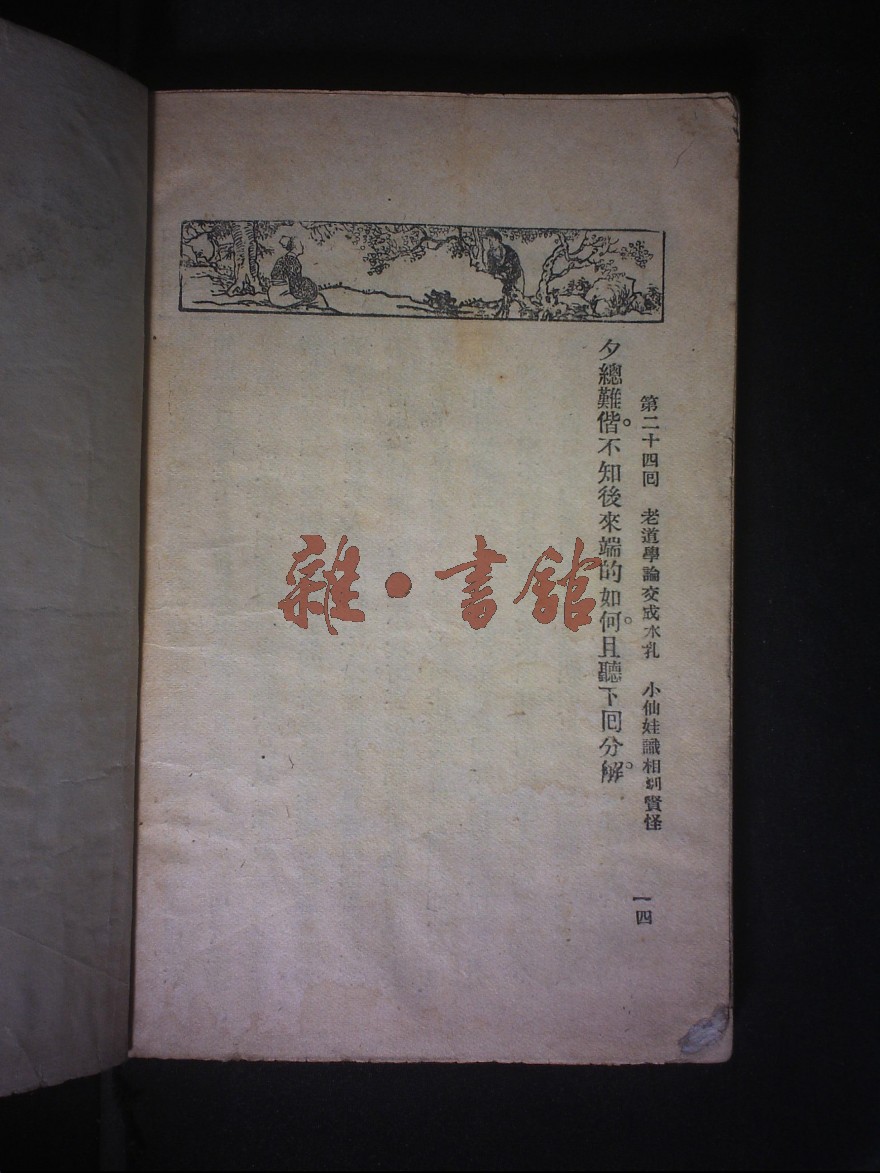 第二十四回 老道學論交成水乳 小仙娃識相判賢怪
一四
夕總難偕。不知後來端的如何。且聽下回分解。
雜·書館